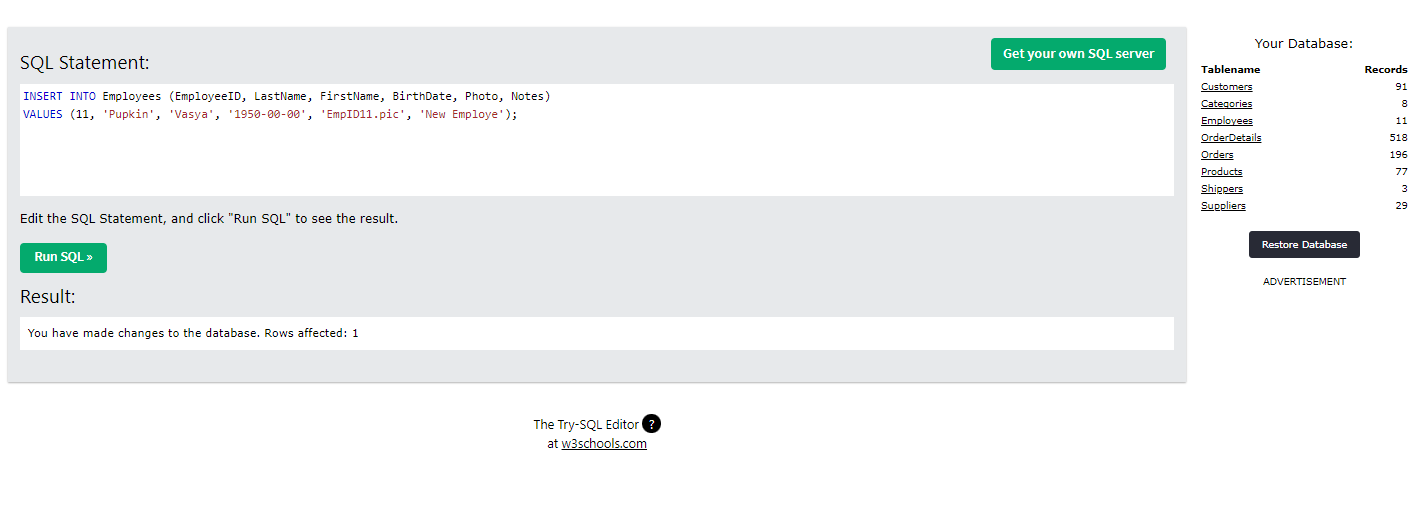 Get your own SQL server
SQL Statement:
INSERT INTO Employees (EmployeeID, LastName, FirstName, BirthDate, Photo, Notes)
VALUES (11, 'Pupkin', 'Vasya', '1950-00-00', 'EmpID11.pic', 'New Employe');
Edit the SQL Statement, and click "Run SQL" to see the result.
Run SQL »
Result:
You have made changes to the database. Rows affected: 1
The Try-SQL Editor ?
at w3schools.com
Your Database:
Tablename Records
Customers 91
Categories 8
Employees 11
OrderDetails 518
Orders 196
Products 77
Shippers 3
Suppliers 29
Restore Database
ADVERTISEMENT